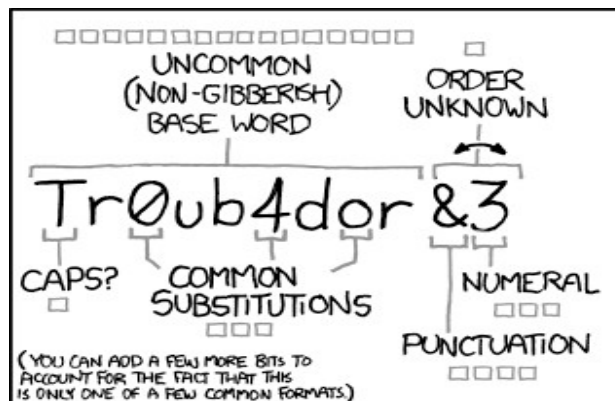 UNCOMMON
(NON-GIBBERISH)
BASE WORD
ORDER
UNKNOWN
Tr0ub4dor &3
CAPS?
COMMON
SUBSTITUTIONS
NUMERAL
PUNCTUATION
(YOU CAN ADD A FEW MORE BITS TO
ACCOUNT FOR THE FACT THAT THIS
IS ONLY ONE OF A FEW COMMON FORMATS.)